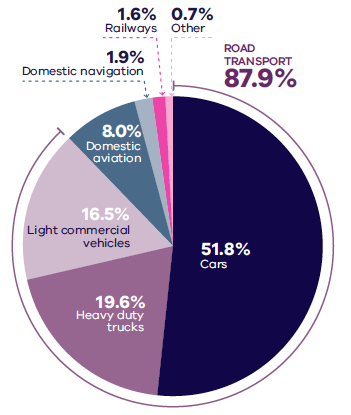 1.6%
Railways
0.7%
Other
1.9%
Domestic navigation
ROAD
TRANSPORT
87.9%
8.0%
Domestic
aviation
16.5%
Light commercial
vehicles
51.8%
Cars
19.6%
Heavy duty
trucks